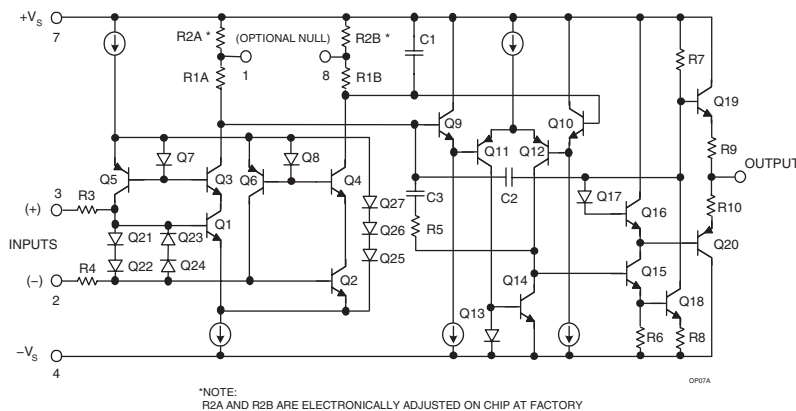 +VS
7
R2A *
(OPTIONAL NULL)
R2B *
C1
1
8
R1A
R1B
R7
Q9
Q10
Q19
Q11
Q12
R9
Q7
Q8
Q5
Q3
Q6
Q4
OUTPUT
3
(+)
R3
C3
C2
Q17
Q16
R10
Q27
Q1
Q21
Q23
Q26
R5
Q20
INPUTS
Q22
Q24
Q25
Q15
(−)
R4
2
Q2
Q14
Q18
Q13
R6
R8
−VS
4
OP07A
*NOTE:
R2A AND R2B ARE ELECTRONICALLY ADJUSTED ON CHIP AT FACTORY